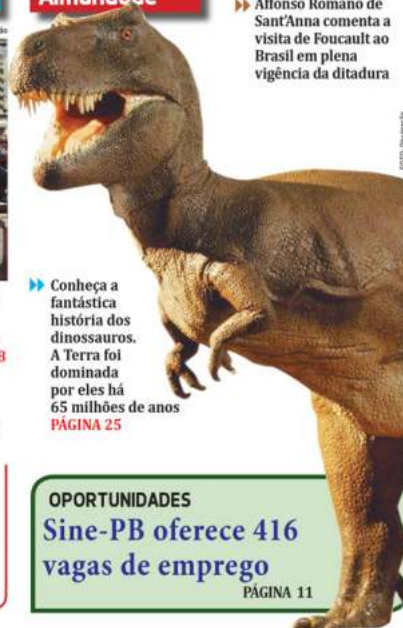 Almanaque
Affonso Romano de
Sant'Anna comenta a
visita de Foucault ao
Brasil em plena
vigência da ditadura
Conheça a
fantástica
história dos
dinossauros.
A Terra foi
dominada
por eles há
65 milhões de anos
PÁGINA 25
8
OPORTUNIDADES
Sine-PB oferece 416
vagas de emprego
PÁGINA 11